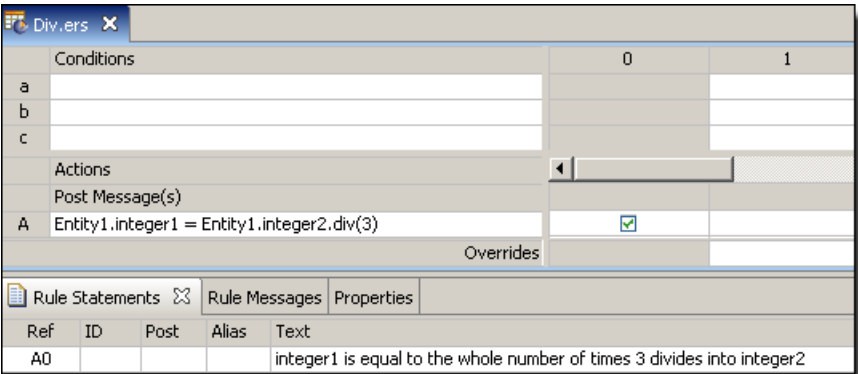 Div.ers
Conditions 0 1
a
b
c
Actions
Post Message(s)
A Entity1.integer1 = Entity1.integer2.div(3)
Overrides
Rule Statements Rule Messages Properties
Ref ID Post Alias Text
A0 integer1 is equal to the whole number of times 3 divides into integer2